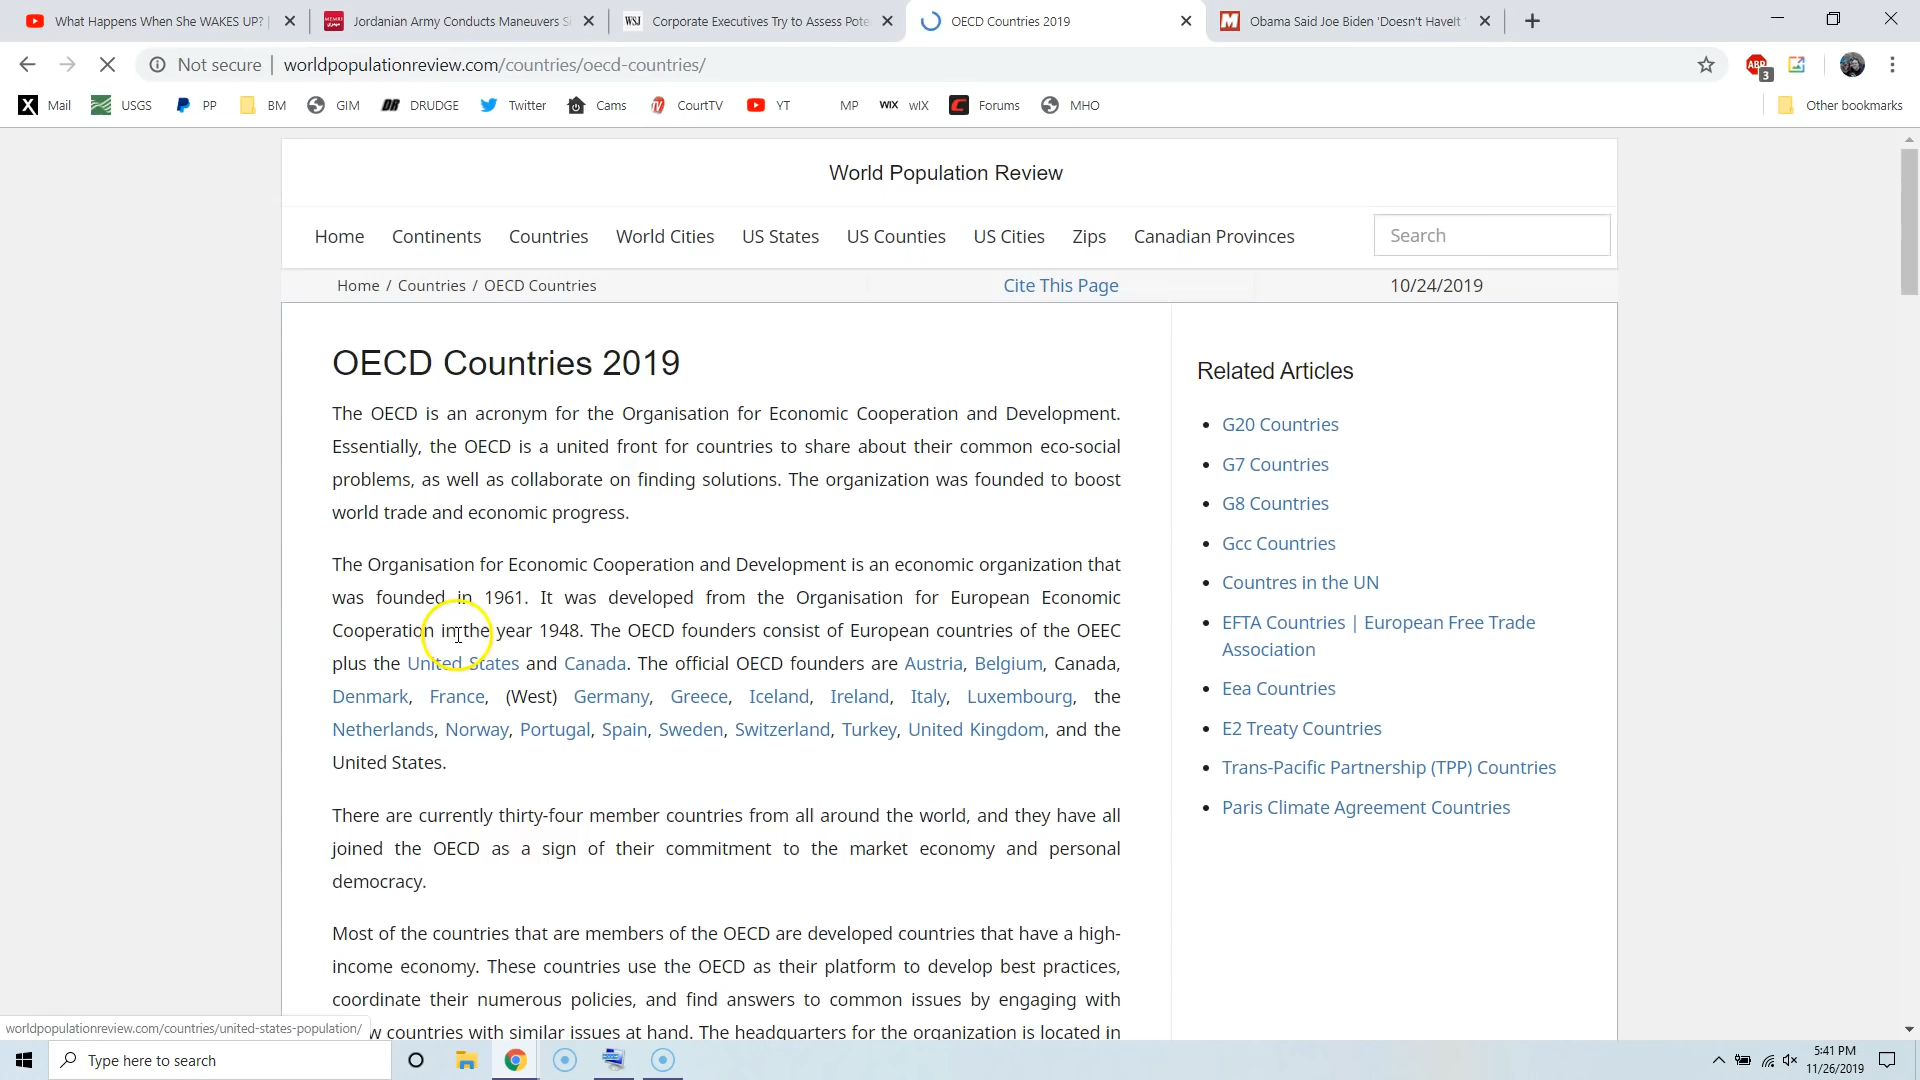 What Happens When She WAKES UP? |
Jordanian Army Conducts Maneuvers S
WSJ
Corporate Executives Try to Assess Pote
OECD Countries 2019
Obama Said Joe Biden 'Doesn't HaveIt '
Not secure | worldpopulationreview.com/countries/oecd-countries/
ABP
3
Mail
USGS
PP
BM
GIM
DR DRUDGE
Twitter
Cams
CourtTV
YT
MP
WIX wIX
Forums
MHO
Other bookmarks
World Population Review
Home Continents Countries World Cities US States US Counties US Cities Zips Canadian Provinces
Search
Home / Countries / OECD Countries
Cite This Page
10/24/2019
OECD Countries 2019
The OECD is an acronym for the Organisation for Economic Cooperation and Development.
Essentially, the OECD is a united front for countries to share about their common eco-social
problems, as well as collaborate on finding solutions. The organization was founded to boost
world trade and economic progress.
The Organisation for Economic Cooperation and Development is an economic organization that
was founded in 1961. It was developed from the Organisation for European Economic
Cooperation in the year 1948. The OECD founders consist of European countries of the OEEC
plus the United States and Canada. The official OECD founders are Austria, Belgium, Canada,
Denmark, France, (West) Germany, Greece, Iceland, Ireland, Italy, Luxembourg, the
Netherlands, Norway, Portugal, Spain, Sweden, Switzerland, Turkey, United Kingdom, and the
United States.
There are currently thirty-four member countries from all around the world, and they have all
joined the OECD as a sign of their commitment to the market economy and personal
democracy.
Most of the countries that are members of the OECD are developed countries that have a high-
income economy. These countries use the OECD as their platform to develop best practices,
coordinate their numerous policies, and find answers to common issues by engaging with
w countries with similar issues at hand. The headquarters for the organization is located in
Related Articles
G20 Countries
G7 Countries
G8 Countries
Gcc Countries
Countres in the UN
EFTA Countries | European Free Trade
Association
Eea Countries
E2 Treaty Countries
Trans-Pacific Partnership (TPP) Countries
Paris Climate Agreement Countries
worldpopulationreview.com/countries/united-states-population/
Type here to search
5:41 PM
11/26/2019